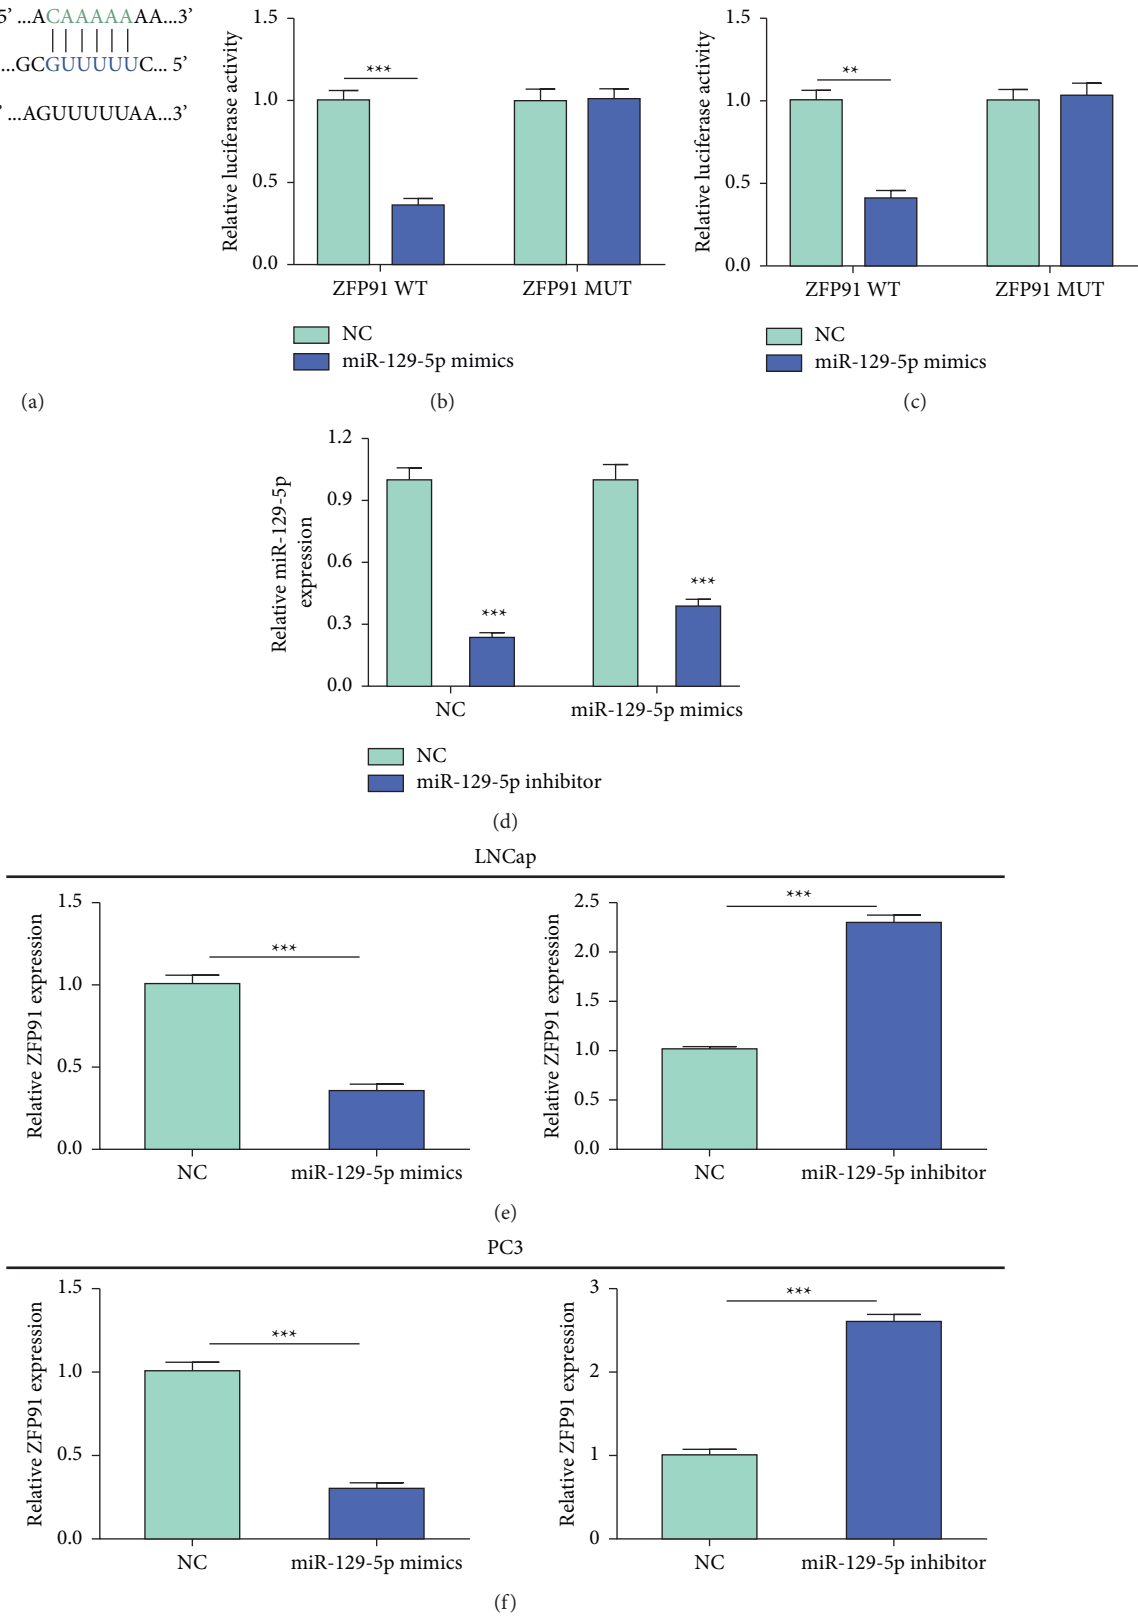 5’ ...ACAAAAAAA...3’
...GCGUUUUUC... 5’
’ ...AGUUUUUAA...3’
(a)
Relative luciferase activity
1.5
1.0
0.5
0.0
***
ZFP91 WT
ZFP91 MUT
NC
miR-129-5p mimics
(b)
Relative luciferase activity
1.5
1.0
0.5
0.0
**
ZFP91 WT
ZFP91 MUT
NC
miR-129-5p mimics
(c)
Relative miR-129-5p
expression
1.2
0.9
0.6
0.3
0.0
***
***
NC
miR-129-5p mimics
NC
miR-129-5p inhibitor
(d)
LNCap
Relative ZFP91 expression
1.5
1.0
0.5
0.0
***
NC
miR-129-5p mimics
Relative ZFP91 expression
2.5
2.0
1.5
1.0
0.5
0.0
***
NC
miR-129-5p inhibitor
(e)
PC3
Relative ZFP91 expression
1.5
1.0
0.5
0.0
***
NC
miR-129-5p mimics
Relative ZFP91 expression
3
2
1
0
***
NC
miR-129-5p inhibitor
(f)